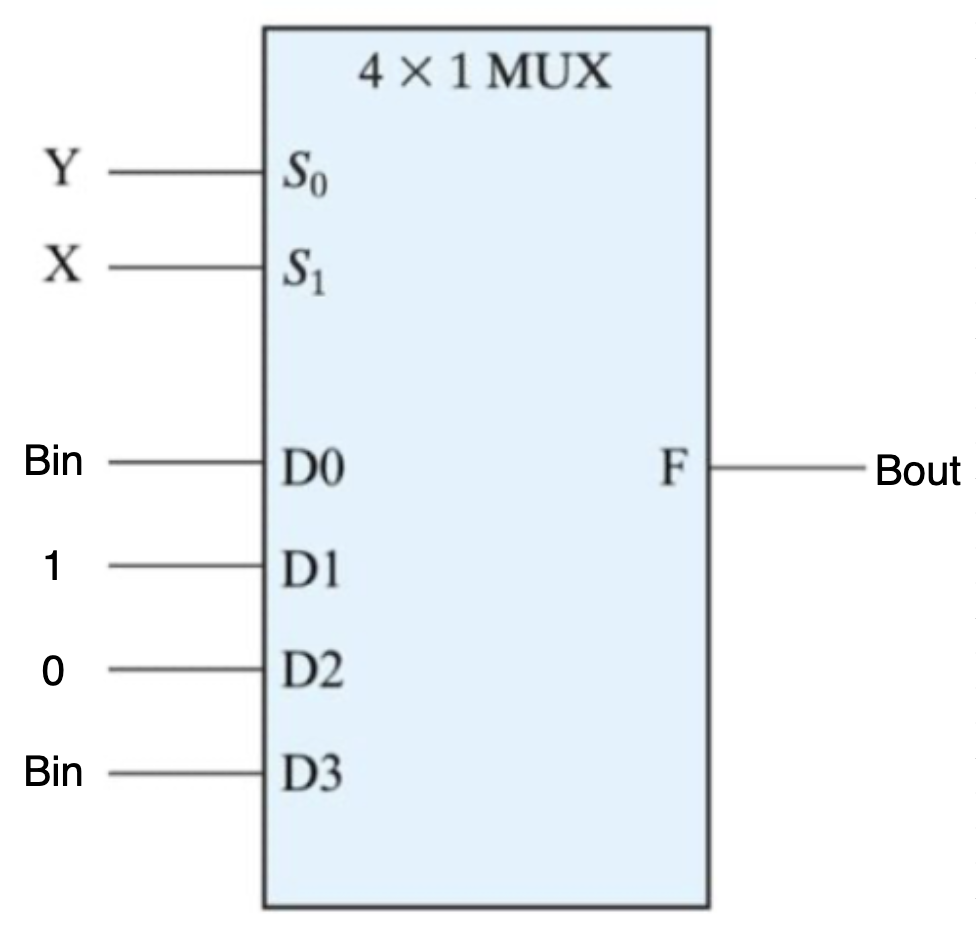 4 × 1 MUX
Y S₀
X S₁
Bin D0 F Bout
1 D1
0 D2
Bin D3